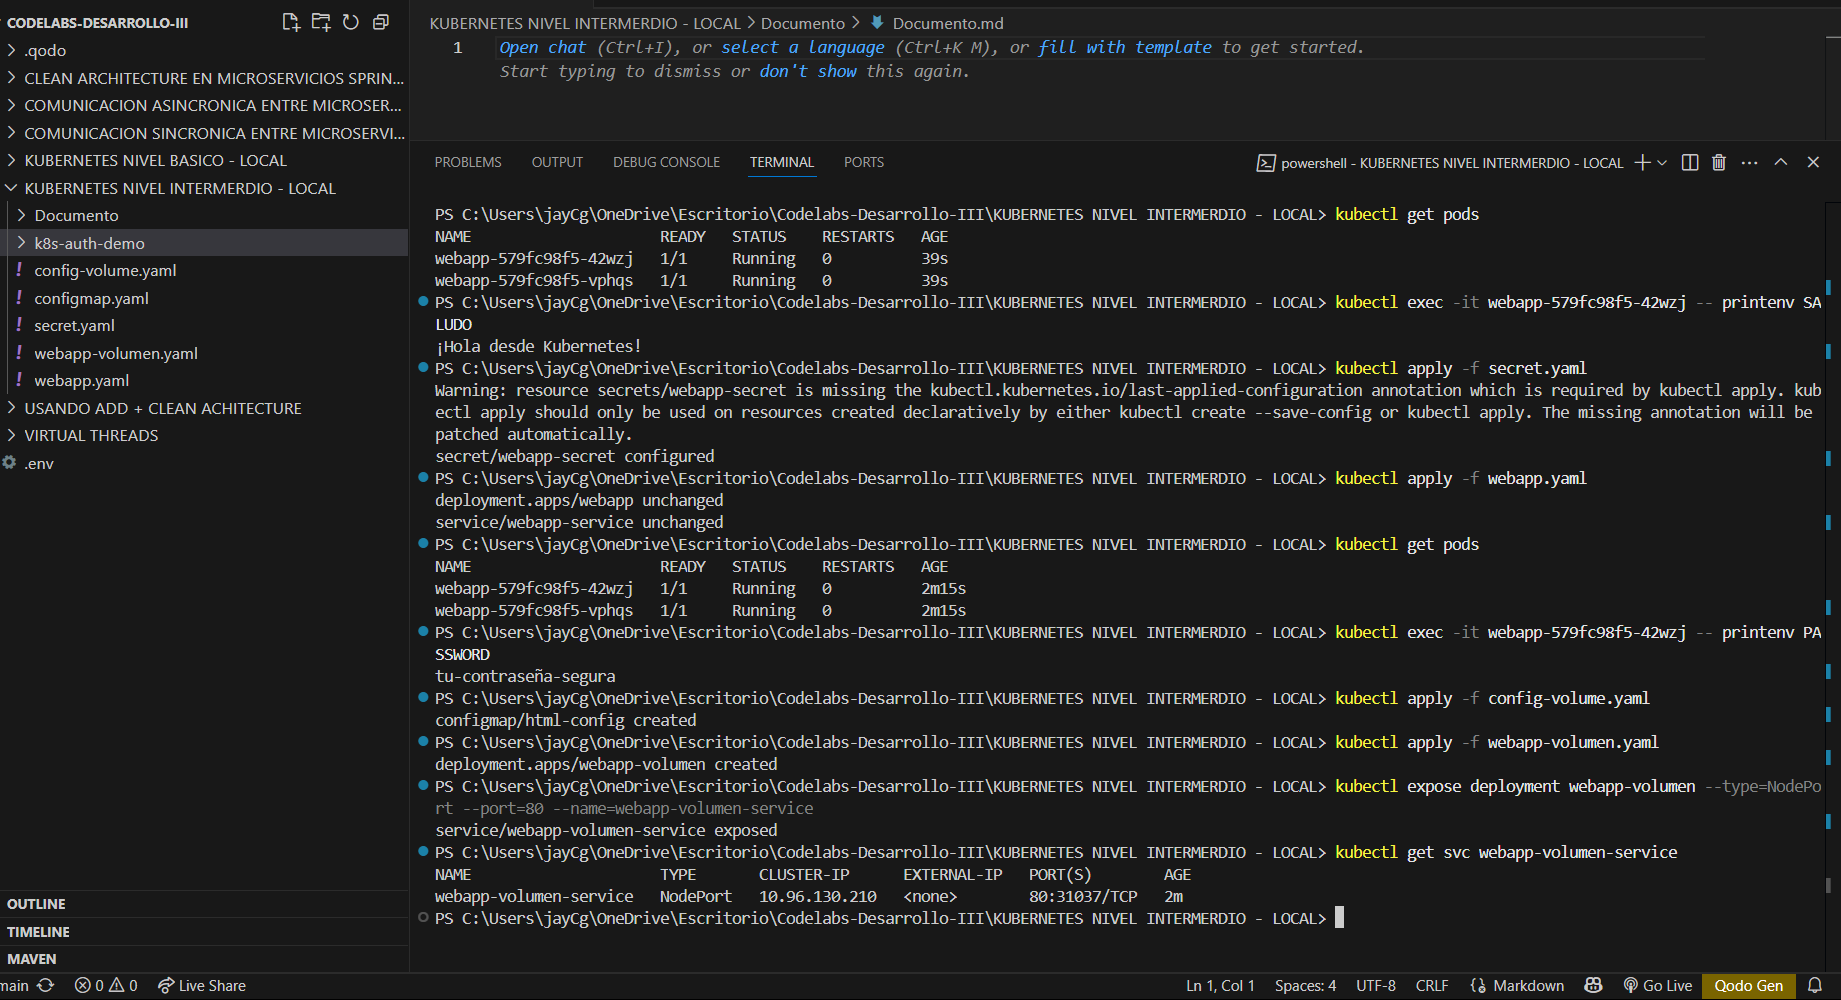 CODELABS-DESARROLLO-III
.qodo
CLEAN ARCHITECTURE EN MICROSERVICIOS SPRIN...
COMUNICACION ASINCRONICA ENTRE MICROSER...
COMUNICACION SINCRONICA ENTRE MICROSERVI...
KUBERNETES NIVEL BASICO - LOCAL
KUBERNETES NIVEL INTERMERDIO - LOCAL
Documento
k8s-auth-demo
! config-volume.yaml
! configmap.yaml
! secret.yaml
! webapp-volumen.yaml
! webapp.yaml
USANDO ADD + CLEAN ACHITECTURE
VIRTUAL THREADS
.env
OUTLINE
TIMELINE
MAVEN
KUBERNETES NIVEL INTERMERDIO - LOCAL > Documento > Documento.md
1 Open chat (Ctrl+I), or select a language (Ctrl+K M), or fill with template to get started.
Start typing to dismiss or don't show this again.
PROBLEMS OUTPUT DEBUG CONSOLE TERMINAL PORTS
powershell - KUBERNETES NIVEL INTERMERDIO - LOCAL
PS C:\Users\jayCg\OneDrive\Escritorio\Codelabs-Desarrollo-III\KUBERNETES NIVEL INTERMERDIO - LOCAL> kubectl get pods
NAME READY STATUS RESTARTS AGE
webapp-579fc98f5-42wzj 1/1 Running 0 39s
webapp-579fc98f5-vphqs 1/1 Running 0 39s
PS C:\Users\jayCg\OneDrive\Escritorio\Codelabs-Desarrollo-III\KUBERNETES NIVEL INTERMERDIO - LOCAL> kubectl exec -it webapp-579fc98f5-42wzj -- printenv SA
LUDO
¡Hola desde Kubernetes!
PS C:\Users\jayCg\OneDrive\Escritorio\Codelabs-Desarrollo-III\KUBERNETES NIVEL INTERMERDIO - LOCAL> kubectl apply -f secret.yaml
Warning: resource secrets/webapp-secret is missing the kubectl.kubernetes.io/last-applied-configuration annotation which is required by kubectl apply. kub
ectl apply should only be used on resources created declaratively by either kubectl create --save-config or kubectl apply. The missing annotation will be
patched automatically.
secret/webapp-secret configured
PS C:\Users\jayCg\OneDrive\Escritorio\Codelabs-Desarrollo-III\KUBERNETES NIVEL INTERMERDIO - LOCAL> kubectl apply -f webapp.yaml
deployment.apps/webapp unchanged
service/webapp-service unchanged
PS C:\Users\jayCg\OneDrive\Escritorio\Codelabs-Desarrollo-III\KUBERNETES NIVEL INTERMERDIO - LOCAL> kubectl get pods
NAME READY STATUS RESTARTS AGE
webapp-579fc98f5-42wzj 1/1 Running 0 2m15s
webapp-579fc98f5-vphqs 1/1 Running 0 2m15s
PS C:\Users\jayCg\OneDrive\Escritorio\Codelabs-Desarrollo-III\KUBERNETES NIVEL INTERMERDIO - LOCAL> kubectl exec -it webapp-579fc98f5-42wzj -- printenv PA
SSWORD
tu-contraseña-segura
PS C:\Users\jayCg\OneDrive\Escritorio\Codelabs-Desarrollo-III\KUBERNETES NIVEL INTERMERDIO - LOCAL> kubectl apply -f config-volume.yaml
configmap/html-config created
PS C:\Users\jayCg\OneDrive\Escritorio\Codelabs-Desarrollo-III\KUBERNETES NIVEL INTERMERDIO - LOCAL> kubectl apply -f webapp-volumen.yaml
deployment.apps/webapp-volumen created
PS C:\Users\jayCg\OneDrive\Escritorio\Codelabs-Desarrollo-III\KUBERNETES NIVEL INTERMERDIO - LOCAL> kubectl expose deployment webapp-volumen --type=NodePo
rt --port=80 --name=webapp-volumen-service
service/webapp-volumen-service exposed
PS C:\Users\jayCg\OneDrive\Escritorio\Codelabs-Desarrollo-III\KUBERNETES NIVEL INTERMERDIO - LOCAL> kubectl get svc webapp-volumen-service
NAME TYPE CLUSTER-IP EXTERNAL-IP PORT(S) AGE
webapp-volumen-service NodePort 10.96.130.210 <none> 80:31037/TCP 2m
PS C:\Users\jayCg\OneDrive\Escritorio\Codelabs-Desarrollo-III\KUBERNETES NIVEL INTERMERDIO - LOCAL>
main 0 0 Live Share Ln 1, Col 1 Spaces: 4 UTF-8 CRLF Markdown Go Live Qodo Gen